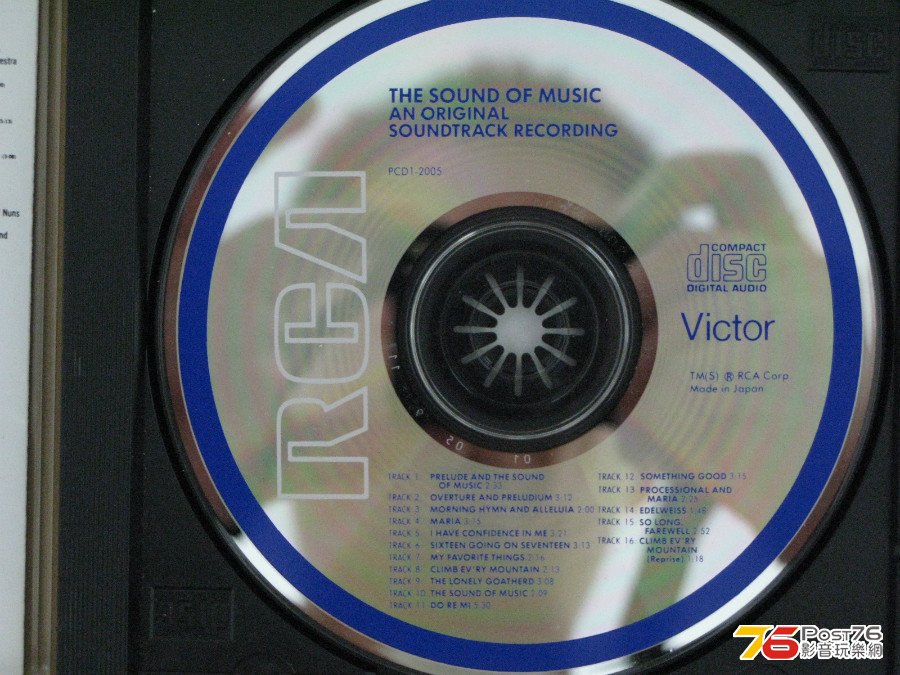 estra
Nuns
nd
THE SOUND OF MUSIC
AN ORIGINAL
SOUNDTRACK RECORDING
PCD1-2005
RCA
COMPACT
disc
DIGITAL AUDIO
Victor
TM(S) ® RCA Corp.
Made in Japan
TRACK 1 PRELUDE AND THE SOUND
OF MUSIC 2:33
TRACK 2 OVERTURE AND PRELUDIUM 3:12
TRACK 3 MORNING HYMN AND ALLELUIA 2:00
TRACK 4 MARIA 3:15
TRACK 5 I HAVE CONFIDENCE IN ME 3:21
TRACK 6 SIXTEEN GOING ON SEVENTEEN 3:13
TRACK 7 MY FAVORITE THINGS 2:16
TRACK 8 CLIMB EV'RY MOUNTAIN 2:13
TRACK 9 THE LONELY GOATHERD 3:08
TRACK 10 THE SOUND OF MUSIC 2:09
TRACK 11 DO RE MI 5:30
TRACK 12 SOMETHING GOOD 3:15
TRACK 13 PROCESSIONAL AND
MARIA 2:25
TRACK 14 EDELWEISS 1:48
TRACK 15 SO LONG,
FAREWELL 2:52
TRACK 16 CLIMB EV'RY
MOUNTAIN
(Reprise) 1:18
76 Post76
影音玩樂網